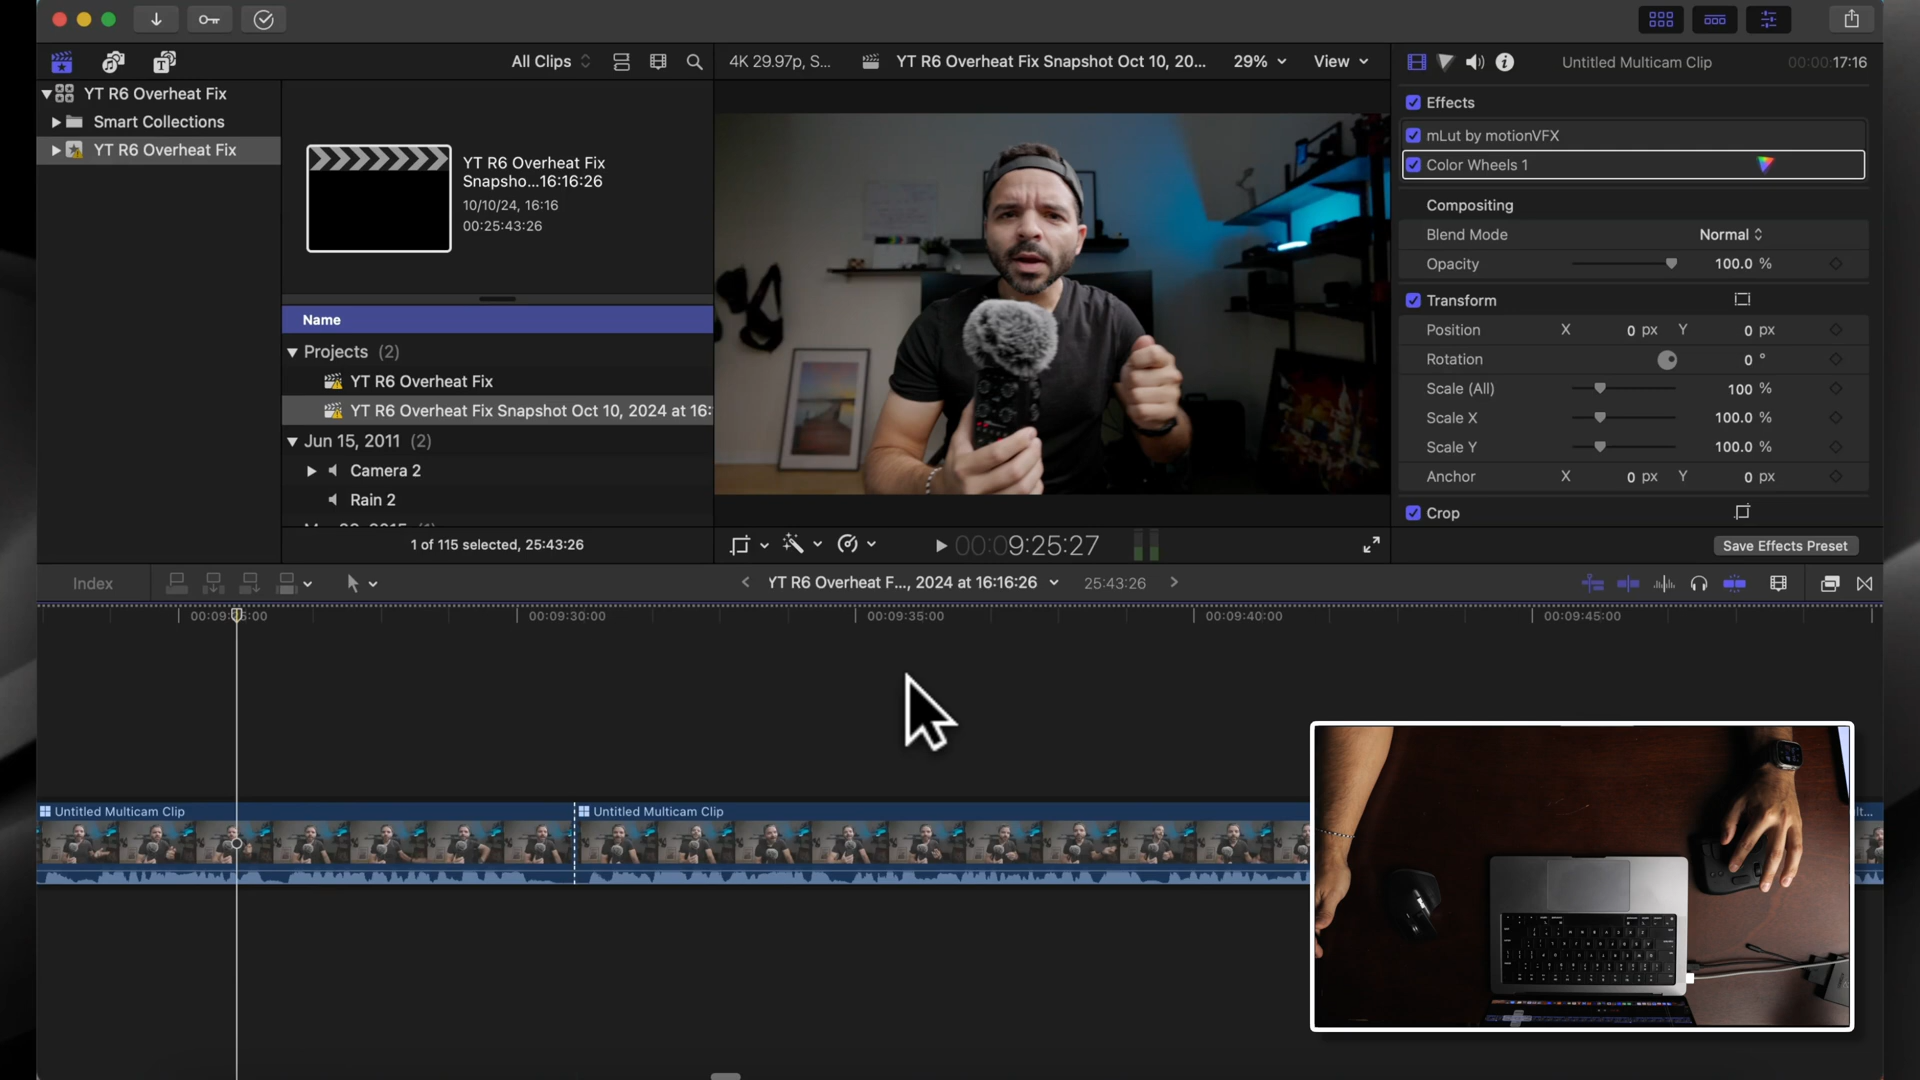 All Clips
4K 29.97p, S...
YT R6 Overheat Fix Snapshot Oct 10, 20...
29%
View
Untitled Multicam Clip
00:00:17:16
YT R6 Overheat Fix
Smart Collections
YT R6 Overheat Fix
YT R6 Overheat Fix
Snapsho...16:16:26
10/10/24, 16:16
00:25:43:26
Name
Projects (2)
YT R6 Overheat Fix
YT R6 Overheat Fix Snapshot Oct 10, 2024 at 16:
Jun 15, 2011 (2)
Camera 2
Rain 2
1 of 115 selected, 25:43:26
00:09:25:27
Effects
mLut by motionVFX
Color Wheels 1
Compositing
Blend Mode Normal
Opacity 100.0 %
Transform
Position X 0 px Y 0 px
Rotation 0 °
Scale (All) 100 %
Scale X 100.0 %
Scale Y 100.0 %
Anchor X 0 px Y 0 px
Crop
Save Effects Preset
Index
YT R6 Overheat F..., 2024 at 16:16:26
25:43:26
00:09:30:00
00:09:35:00
00:09:40:00
00:09:45:00
Untitled Multicam Clip
Untitled Multicam Clip